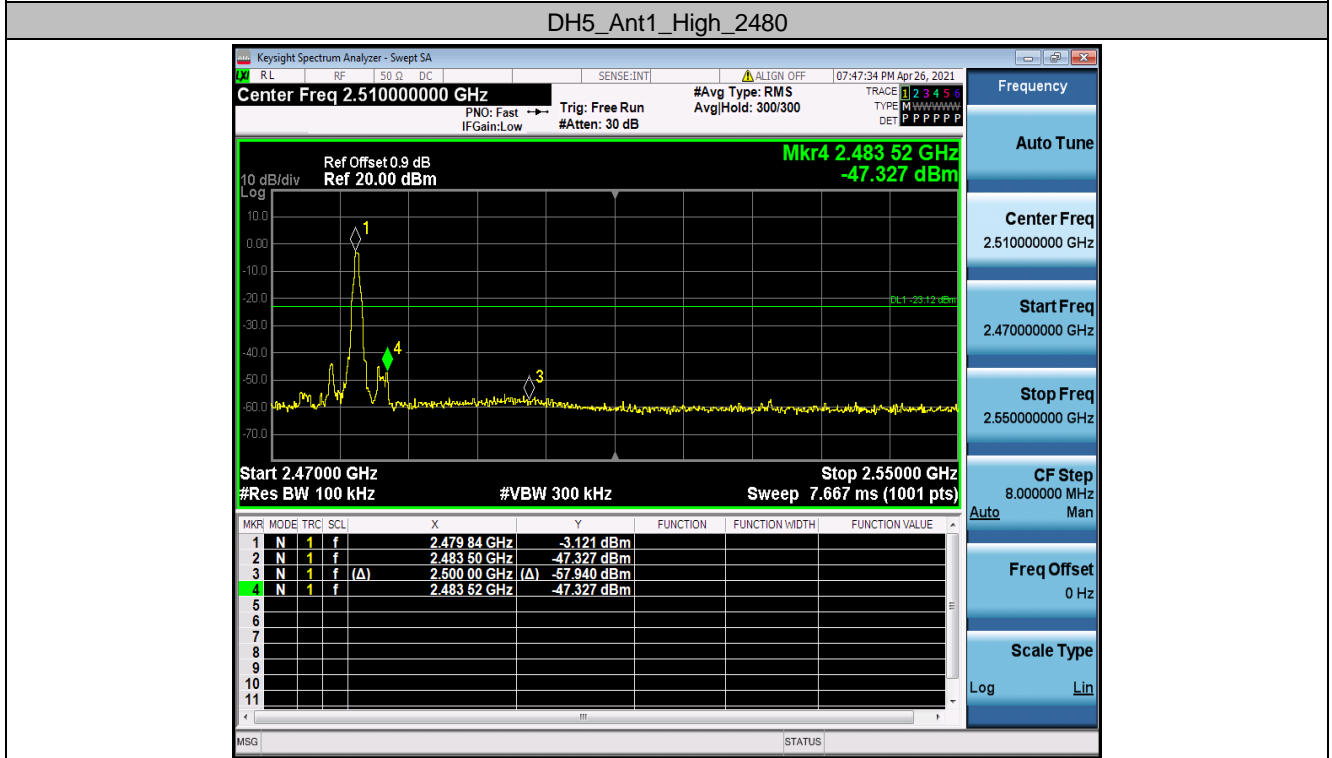 DH5_Ant1_High_2480
Keysight Spectrum Analyzer - Swept SA
LXI RL RF 50 Ω DC SENSE:INT ALIGN OFF 07:47:34 PM Apr 26, 2021
Center Freq 2.510000000 GHz
PNO: Fast
IFGain:Low
Trig: Free Run
#Atten: 30 dB
#Avg Type: RMS
Avg|Hold: 300/300
TRACE 1 2 3 4 5 6
TYPE M WWWWW
DET P P P P P P
Mkr4 2.483 52 GHz
-47.327 dBm
Ref Offset 0.9 dB
10 dB/div Ref 20.00 dBm
Log
10.0
0.00
-10.0
-20.0
-30.0
-40.0
-50.0
-60.0
-70.0
1
4
3
DL1 -23.12 dBm
Start 2.47000 GHz Stop 2.55000 GHz
#Res BW 100 kHz #VBW 300 kHz Sweep 7.667 ms (1001 pts)
MKR MODE TRC SCL X Y FUNCTION FUNCTION WIDTH FUNCTION VALUE
1 N 1 f 2.479 84 GHz -3.121 dBm
2 N 1 f 2.483 50 GHz -47.327 dBm
3 N 1 f (Δ) 2.500 00 GHz (Δ) -57.940 dBm
4 N 1 f 2.483 52 GHz -47.327 dBm
5
6
7
8
9
10
11
MSG STATUS
Frequency
Auto Tune
Center Freq
2.510000000 GHz
Start Freq
2.470000000 GHz
Stop Freq
2.550000000 GHz
CF Step
8.000000 MHz
Auto Man
Freq Offset
0 Hz
Scale Type
Log Lin